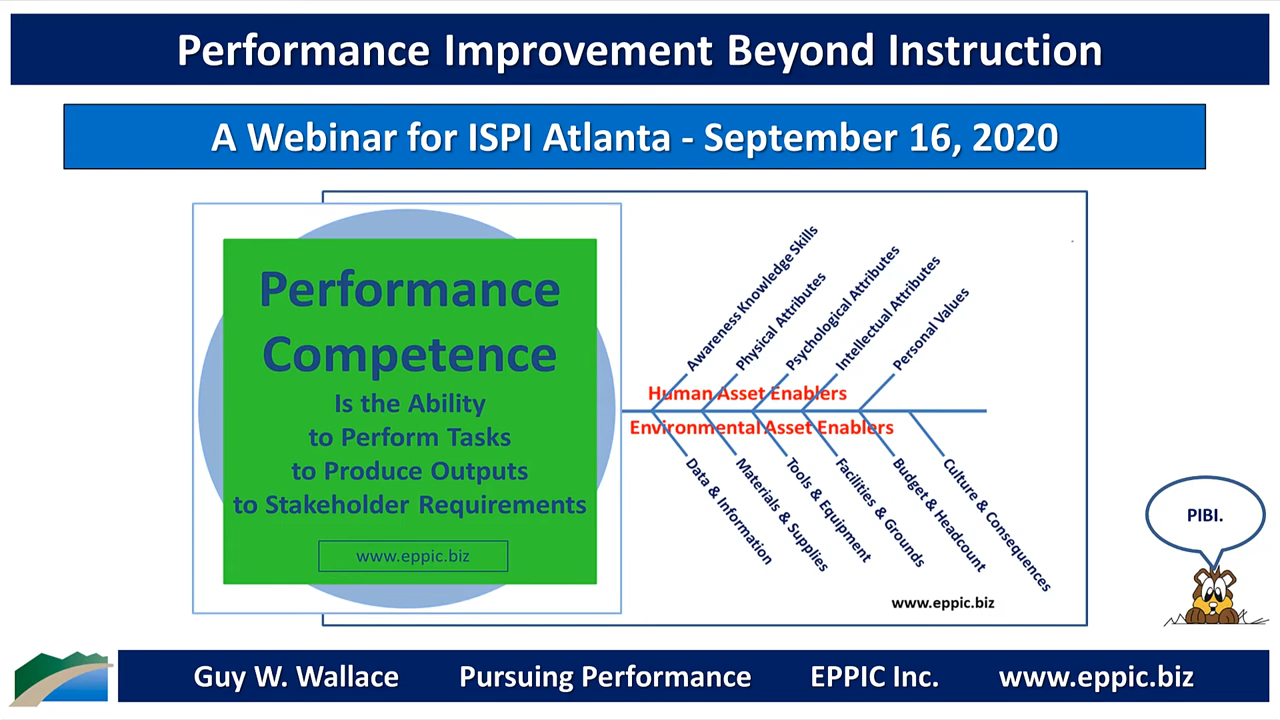 Performance Improvement Beyond Instruction
A Webinar for ISPI Atlanta - September 16, 2020
Performance
Competence
Is the Ability
to Perform Tasks
to Produce Outputs
to Stakeholder Requirements
www.eppic.biz
Awareness Knowledge Skills
Physical Attributes
Psychological Attributes
Intellectual Attributes
Personal Values
Human Asset Enablers
Environmental Asset Enablers
Data & Information
Materials & Supplies
Tools & Equipment
Facilities & Grounds
Budget & Headcount
Culture & Consequences
www.eppic.biz
PIBI.
Guy W. Wallace Pursuing Performance EPPIC Inc. www.eppic.biz